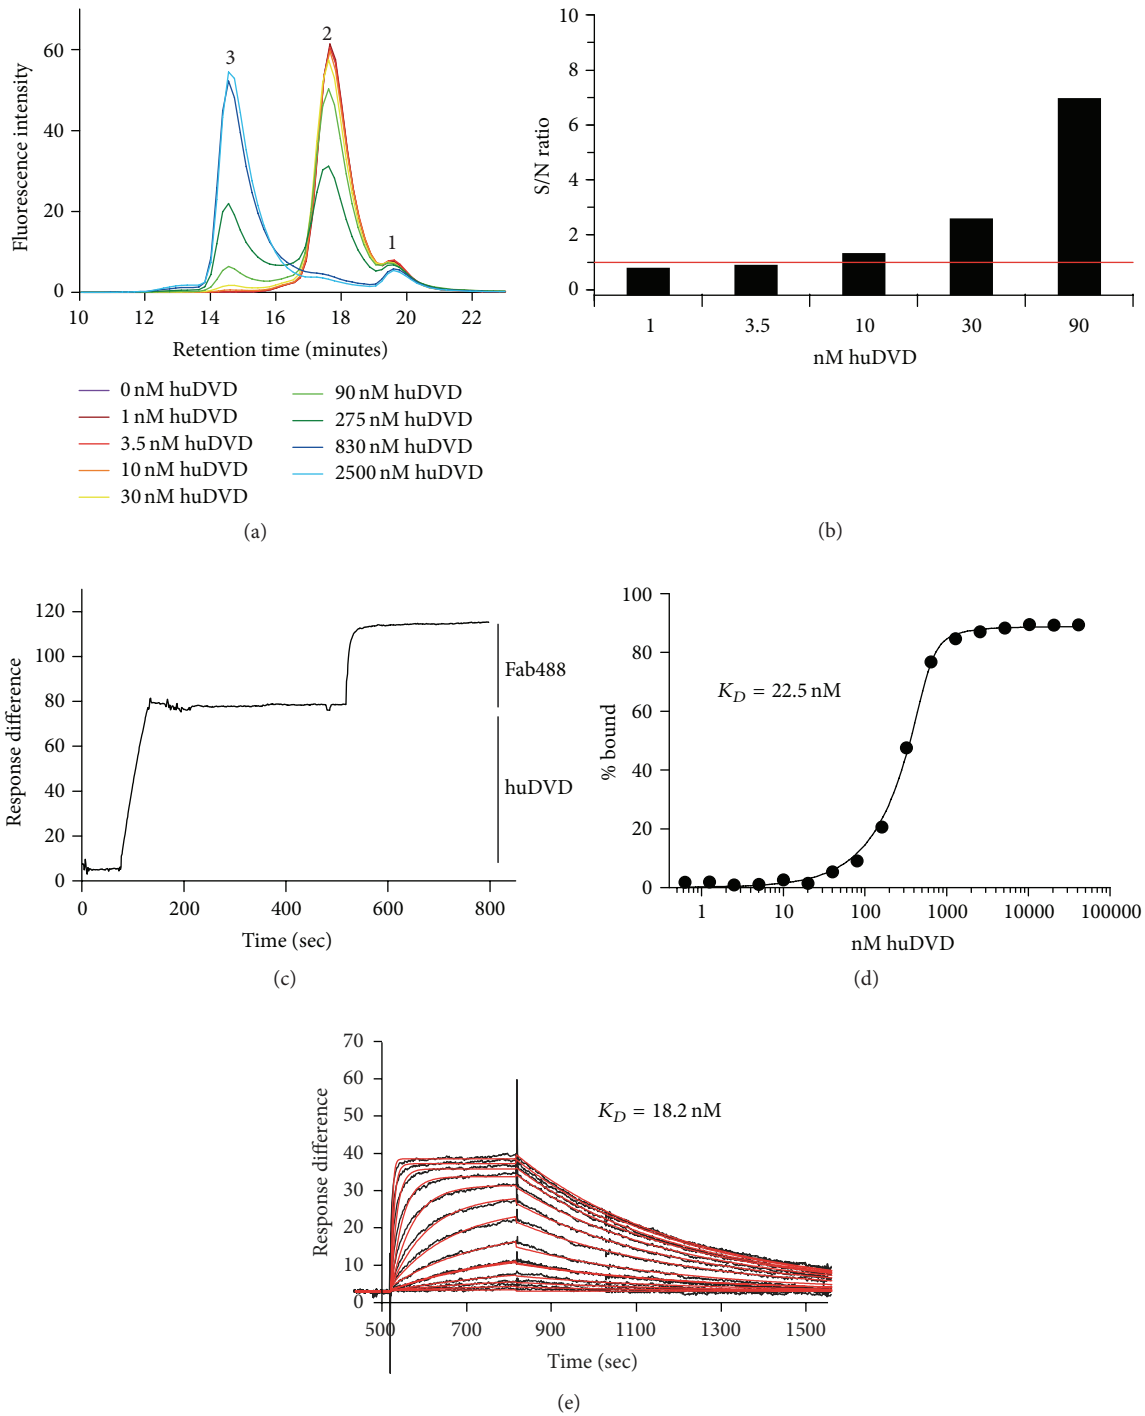 60
40
20
0
Fluorescence intensity
3
2
1
10 12 14 16 18 20 22
Retention time (minutes)
0 nM huDVD
1 nM huDVD
3.5 nM huDVD
10 nM huDVD
30 nM huDVD
90 nM huDVD
275 nM huDVD
830 nM huDVD
2500 nM huDVD
(a)
10
8
6
4
2
0
S/N ratio
1 3.5 10 30 90
nM huDVD
(b)
120
100
80
60
40
20
0
Response difference
Fab488
huDVD
0 200 400 600 800
Time (sec)
(c)
100
80
60
40
20
0
% bound
K_D = 22.5 nM
1 10 100 1000 10000 100000
nM huDVD
(d)
70
60
50
40
30
20
10
0
Response difference
K_D = 18.2 nM
500 700 900 1100 1300 1500
Time (sec)
(e)